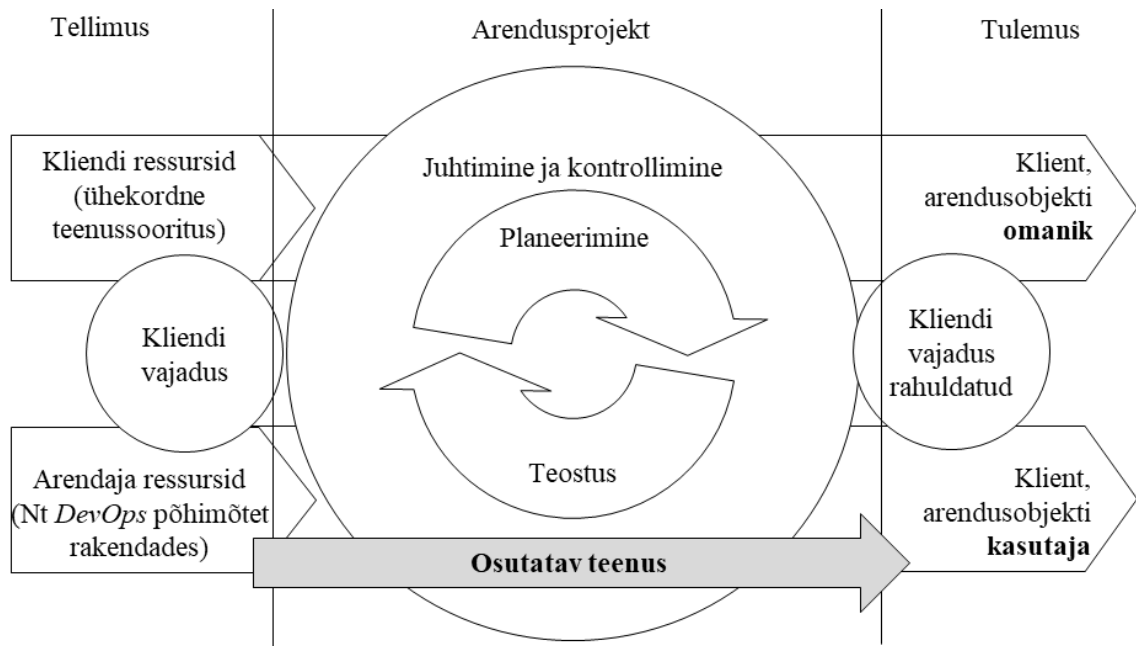 Tellimus
Arendusprojekt
Tulemus
Kliendi ressursid
(ühekordne
teenussooritus)
Juhtimine ja kontrollimine
Planeerimine
Klient,
arendusobjekti
omanik
Kliendi
vajadus
Kliendi
vajadus
rahuldatud
Arendaja ressursid
(Nt DevOps põhimõtet
rakendades)
Teostus
Klient,
arendusobjekti
kasutaja
Osutatav teenus